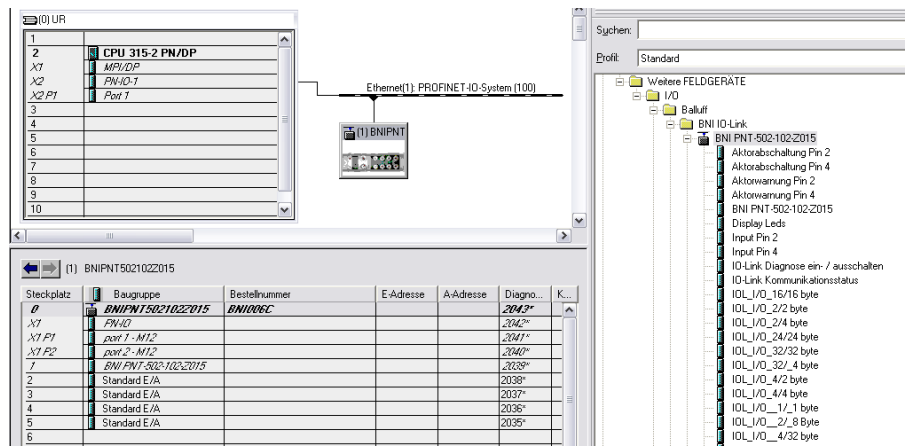 (0) UR
1
2 CPU 315-2 PN/DP
X1 MPI/DP
X2 PN-IO-1
X2 P1 Port 1
3
4
5
6
7
8
9
10
Ethernet(1): PROFINET-IO-System (100)
(1) BNIPNT
Suchen:
Profil: Standard
Weitere FELDGERÄTE
I/O
Balluff
BNI IO-Link
BNI PNT-502-102-Z015
Aktorabschaltung Pin 2
Aktorabschaltung Pin 4
Aktorwarnung Pin 2
Aktorwarnung Pin 4
BNI PNT-502-102-Z015
Display Leds
Input Pin 2
Input Pin 4
IO-Link Diagnose ein- / ausschalten
IO-Link Kommunikationsstatus
IOL_I/O_16/16 byte
IOL_I/O_2/2 byte
IOL_I/O_2/4 byte
IOL_I/O_24/24 byte
IOL_I/O_32/32 byte
IOL_I/O_32/_4 byte
IOL_I/O_4/2 byte
IOL_I/O_4/4 byte
IOL_I/O__1/_1 byte
IOL_I/O__2/_8 Byte
IOL_I/O__4/32 byte
(1) BNIPNT502102Z015
Steckplatz Baugruppe Bestellnummer E-Adresse A-Adresse Diagno... K...
0 BNIPNT502102Z015 BNI006C 2043*
X1 PN-IO 2042*
X1 P1 port 1 - M12 2041*
X1 P2 port 2 - M12 2040*
1 BNI PNT-502-102-Z015 2039*
2 Standard E/A 2038*
3 Standard E/A 2037*
4 Standard E/A 2036*
5 Standard E/A 2035*
6